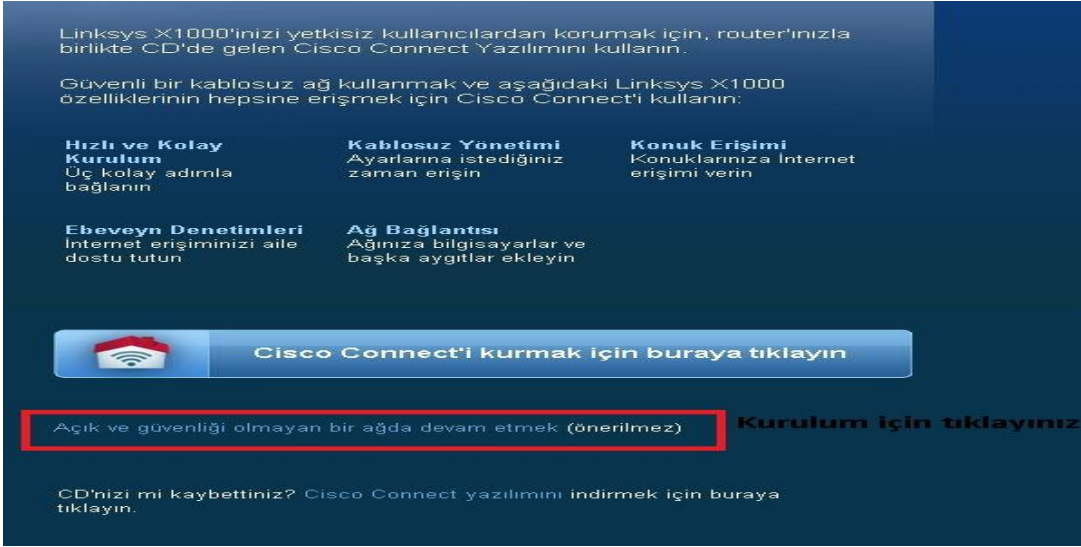 Linksys X1000'inizi yetkisiz kullanıcılardan korumak için, router'ınızla
birlikte CD'de gelen Cisco Connect Yazılımını kullanın.
Güvenli bir kablosuz ağ kullanmak ve aşağıdaki Linksys X1000
özelliklerinin hepsine erişmek için Cisco Connect'i kullanın:
Hızlı ve Kolay
Kurulum
Üç kolay adımla
bağlanın
Kablosuz Yönetimi
Ayarlarına istediğiniz
zaman erişin
Konuk Erişimi
Konuklarınıza İnternet
erişimi verin
Ebeveyn Denetimleri
İnternet erişiminizi aile
dostu tutun
Ağ Bağlantısı
Ağınıza bilgisayarlar ve
başka aygıtlar ekleyin
Cisco Connect'i kurmak için buraya tıklayın
Açık ve güvenliği olmayan bir ağda devam etmek (önerilmez)
Kurulum için tıklayınız
CD'nizi mi kaybettiniz? Cisco Connect yazılımını indirmek için buraya
tıklayın.